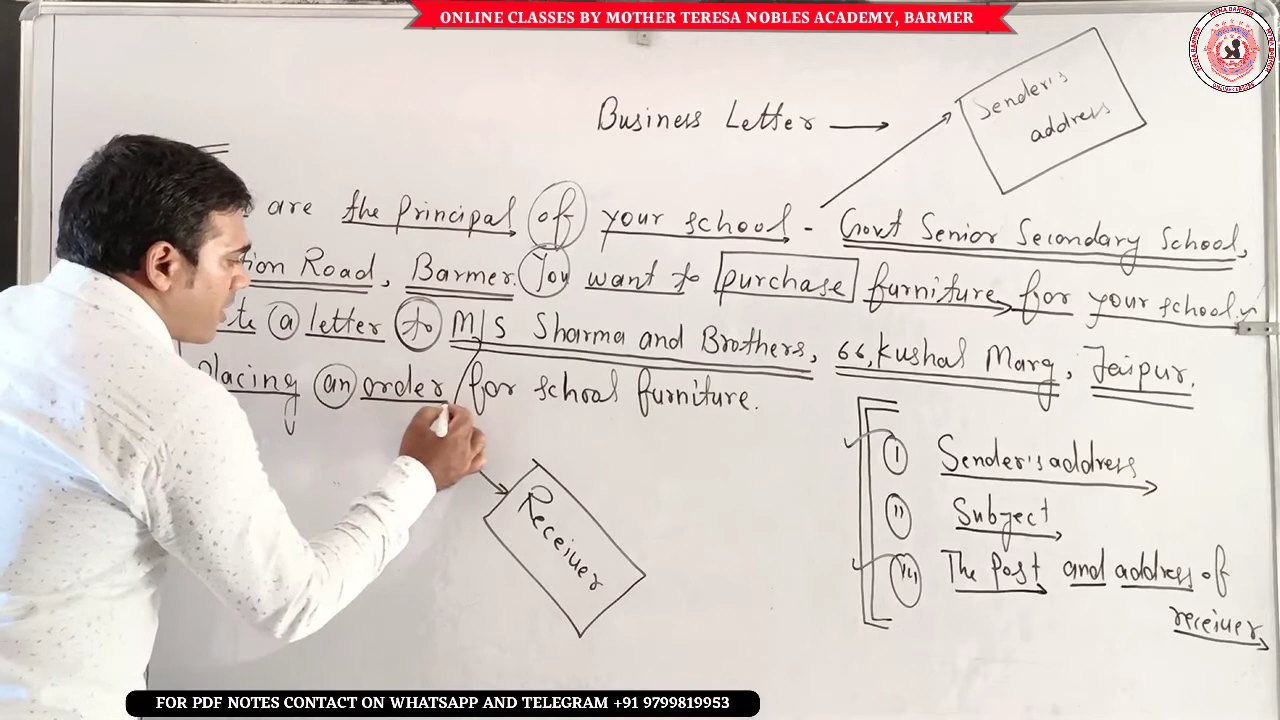 ONLINE CLASSES BY MOTHER TERESA NOBLES ACADEMY, BARMER
Business Letter
Sender's
address
are the Principal of your school - Govt Senior Secondary School,
ion Road, Barmer. You want to purchase furniture for your school.
te a letter to M/S Sharma and Brothers, 66, Kushal Marg, Jaipur.
placing an order for school furniture.
Receiver
I Sender's address
II Subject
III The Post and address of
receiver
FOR PDF NOTES CONTACT ON WHATSAPP AND TELEGRAM +91 9799819953